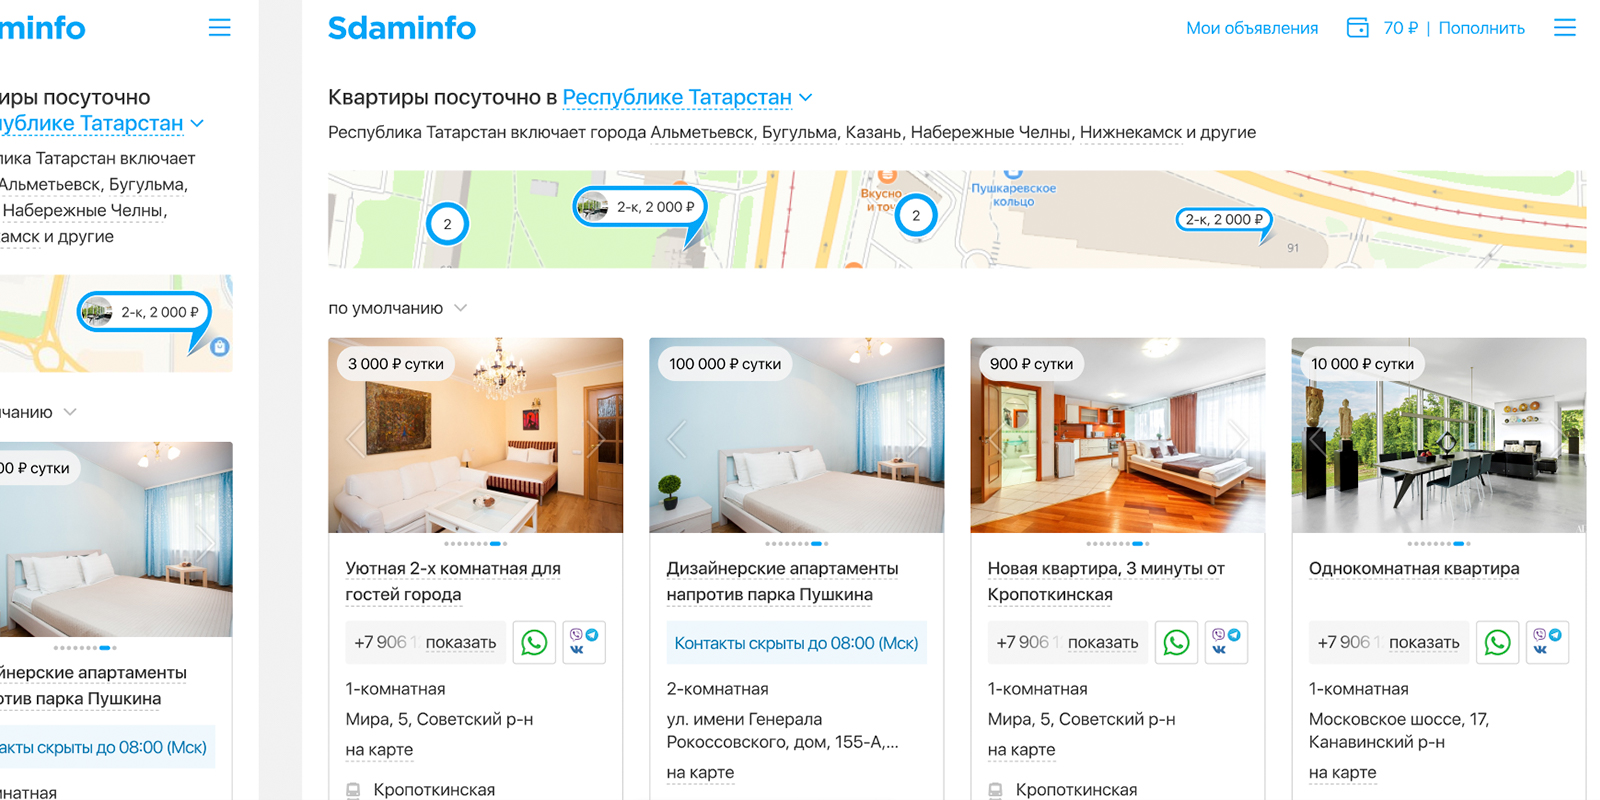 minfo
иры посуточно
ублике Татарстан
лика Татарстан включает
Альметьевск, Бугульма,
Набережные Челны,
амск и другие
2-к, 2 000 ₽
чанию
00 ₽ сутки
йнерские апартаменты
отив парка Пушкина
акты скрыты до 08:00 (Мск)
мнатная
Sdaminfo
Мои объявления 70 ₽ | Пополнить
Квартиры посуточно в Республике Татарстан
Республика Татарстан включает города Альметьевск, Бугульма, Казань, Набережные Челны, Нижнекамск и другие
2
2-к, 2 000 ₽
Вкусно
и точ
2
Пушкаревское
кольцо
2-к, 2 000 ₽
91
по умолчанию
3 000 ₽ сутки
Уютная 2-х комнатная для
гостей города
+7 906 1 показать
1-комнатная
Мира, 5, Советский р-н
на карте
Кропоткинская
100 000 ₽ сутки
Дизайнерские апартаменты
напротив парка Пушкина
Контакты скрыты до 08:00 (Мск)
2-комнатная
ул. имени Генерала
Рокоссовского, дом, 155-А,...
на карте
900 ₽ сутки
Новая квартира, 3 минуты от
Кропоткинская
+7 906 1 показать
1-комнатная
Мира, 5, Советский р-н
на карте
Кропоткинская
10 000 ₽ сутки
Однокомнатная квартира
+7 906 1 показать
1-комнатная
Московское шоссе, 17,
Канавинский р-н
на карте